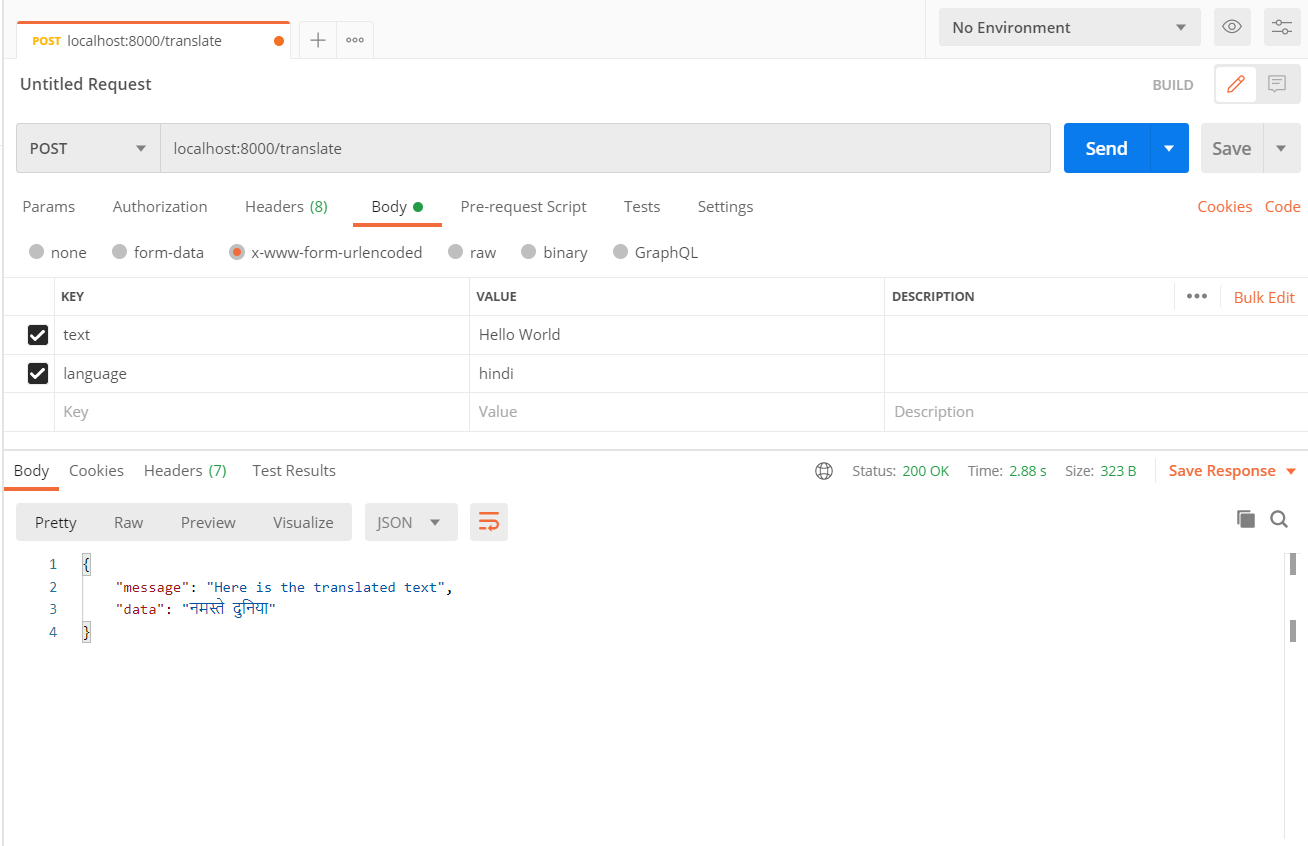 POST localhost:8000/translate
No Environment
Untitled Request
BUILD
POST localhost:8000/translate Send Save
Params Authorization Headers (8) Body Pre-request Script Tests Settings Cookies Code
none form-data x-www-form-urlencoded raw binary GraphQL
KEY VALUE DESCRIPTION Bulk Edit
text Hello World
language hindi
Key Value Description
Body Cookies Headers (7) Test Results Status: 200 OK Time: 2.88 s Size: 323 B Save Response
Pretty Raw Preview Visualize JSON
1 {
2 "message": "Here is the translated text",
3 "data": "नमस्ते दुनिया"
4 }